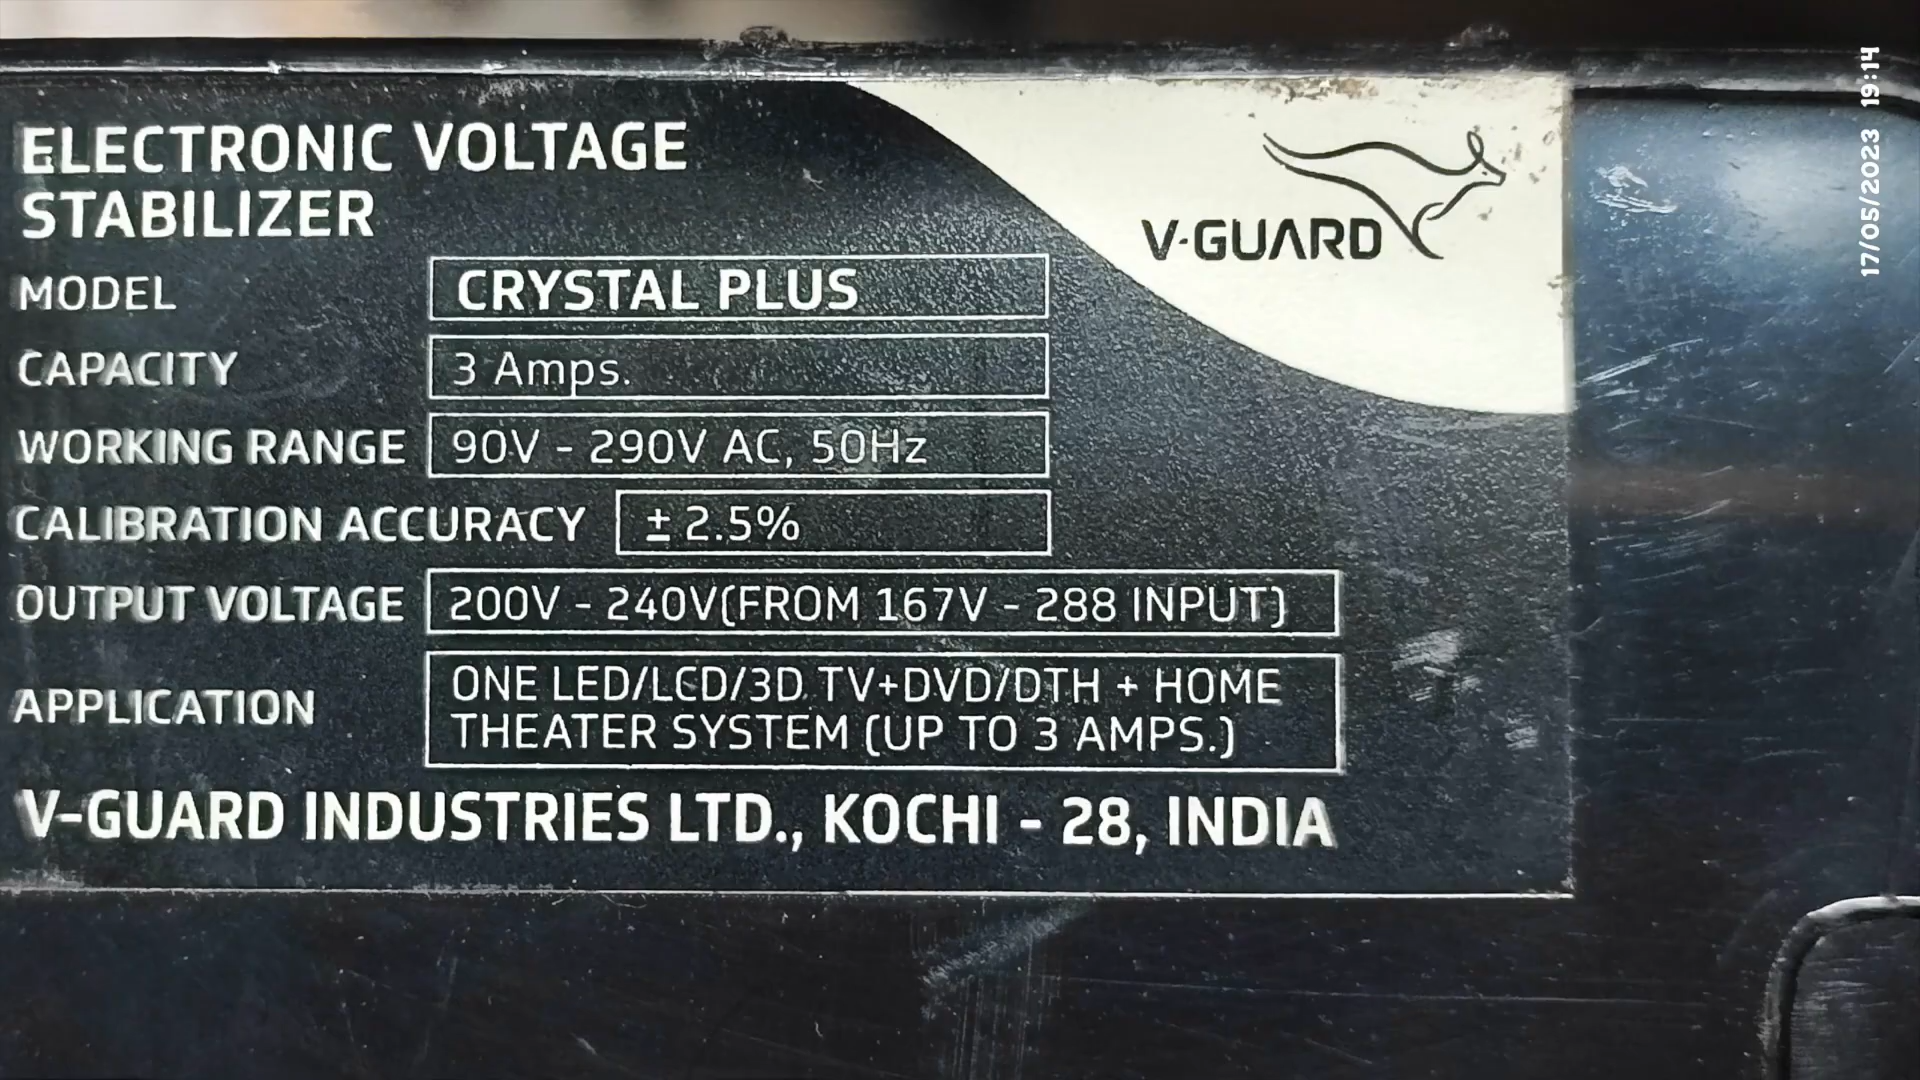 ELECTRONIC VOLTAGE
STABILIZER
V-GUARD
MODEL CRYSTAL PLUS
CAPACITY 3 Amps.
WORKING RANGE 90V - 290V AC, 50Hz
CALIBRATION ACCURACY ± 2.5%
OUTPUT VOLTAGE 200V - 240V(FROM 167V - 288 INPUT)
APPLICATION ONE LED/LCD/3D TV+DVD/DTH + HOME
THEATER SYSTEM (UP TO 3 AMPS.)
V-GUARD INDUSTRIES LTD., KOCHI - 28, INDIA
17/05/2023 19:14